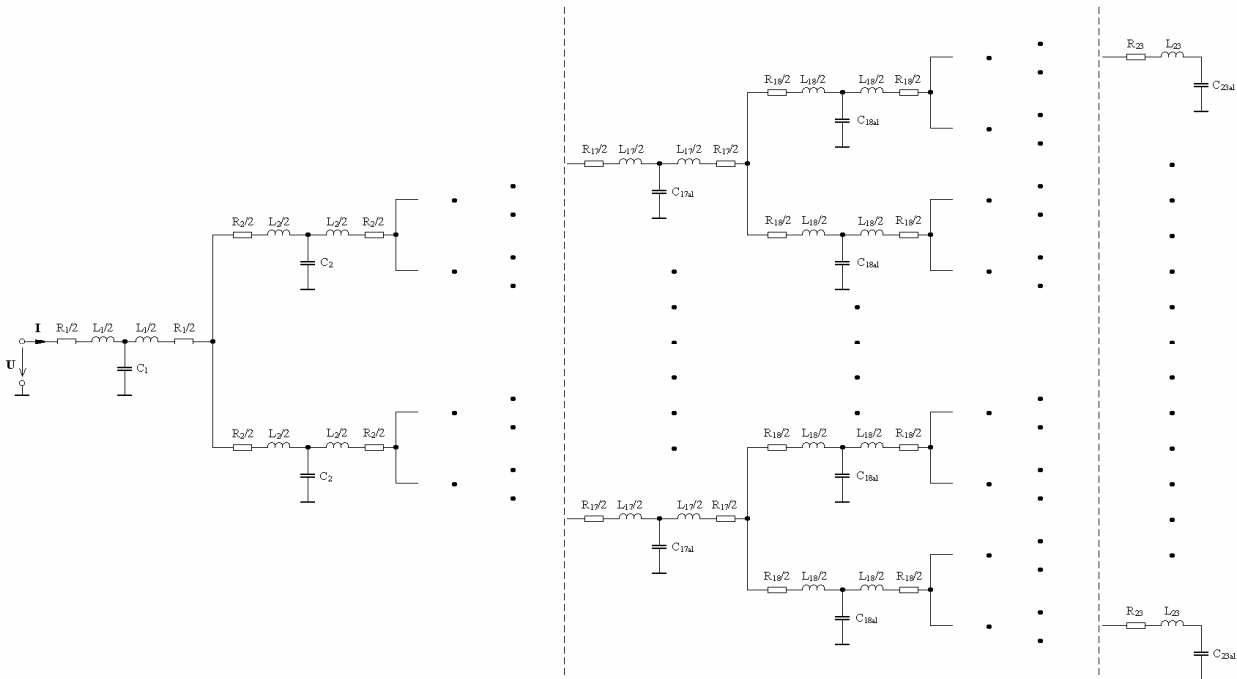 R23 L23
C23al
R18/2 L18/2 L18/2 R18/2
C18al
R17/2 L17/2 L17/2 R17/2
C17al
R18/2 L18/2 L18/2 R18/2
C18al
R2/2 L2/2 L2/2 R2/2
C2
I R1/2 L1/2 L1/2 R1/2
U C1
R2/2 L2/2 L2/2 R2/2
C2
R18/2 L18/2 L18/2 R18/2
C18al
R17/2 L17/2 L17/2 R17/2
C17al
R18/2 L18/2 L18/2 R18/2
C18al
R23 L23
C23al